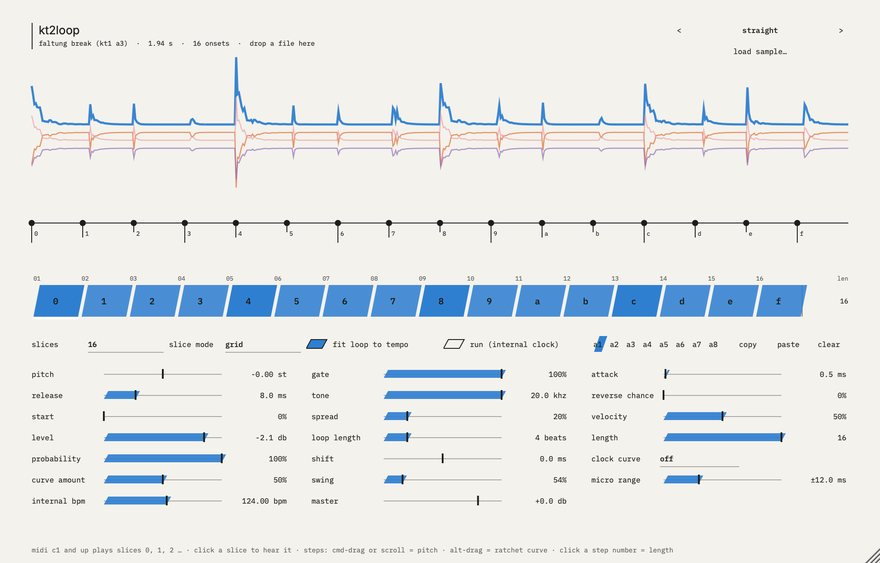 kt2loop
< straight >
faltung break (kt1 a3) · 1.94 s · 16 onsets · drop a file here
load sample…
0 1 2 3 4 5 6 7 8 9 a b c d e f
01 02 03 04 05 06 07 08 09 10 11 12 13 14 15 16 len
0 1 2 3 4 5 6 7 8 9 a b c d e f 16
slices 16 slice mode grid fit loop to tempo run (internal clock) a1 a2 a3 a4 a5 a6 a7 a8 copy paste clear
pitch -0.00 st gate 100% attack 0.5 ms
release 8.0 ms tone 20.0 khz reverse chance 0%
start 0% spread 20% velocity 50%
level -2.1 db loop length 4 beats length 16
probability 100% shift 0.0 ms clock curve off
curve amount 50% swing 54% micro range ±12.0 ms
internal bpm 124.00 bpm master +0.0 db
midi c1 and up plays slices 0, 1, 2 … · click a slice to hear it · steps: cmd-drag or scroll = pitch · alt-drag = ratchet curve · click a step number = length